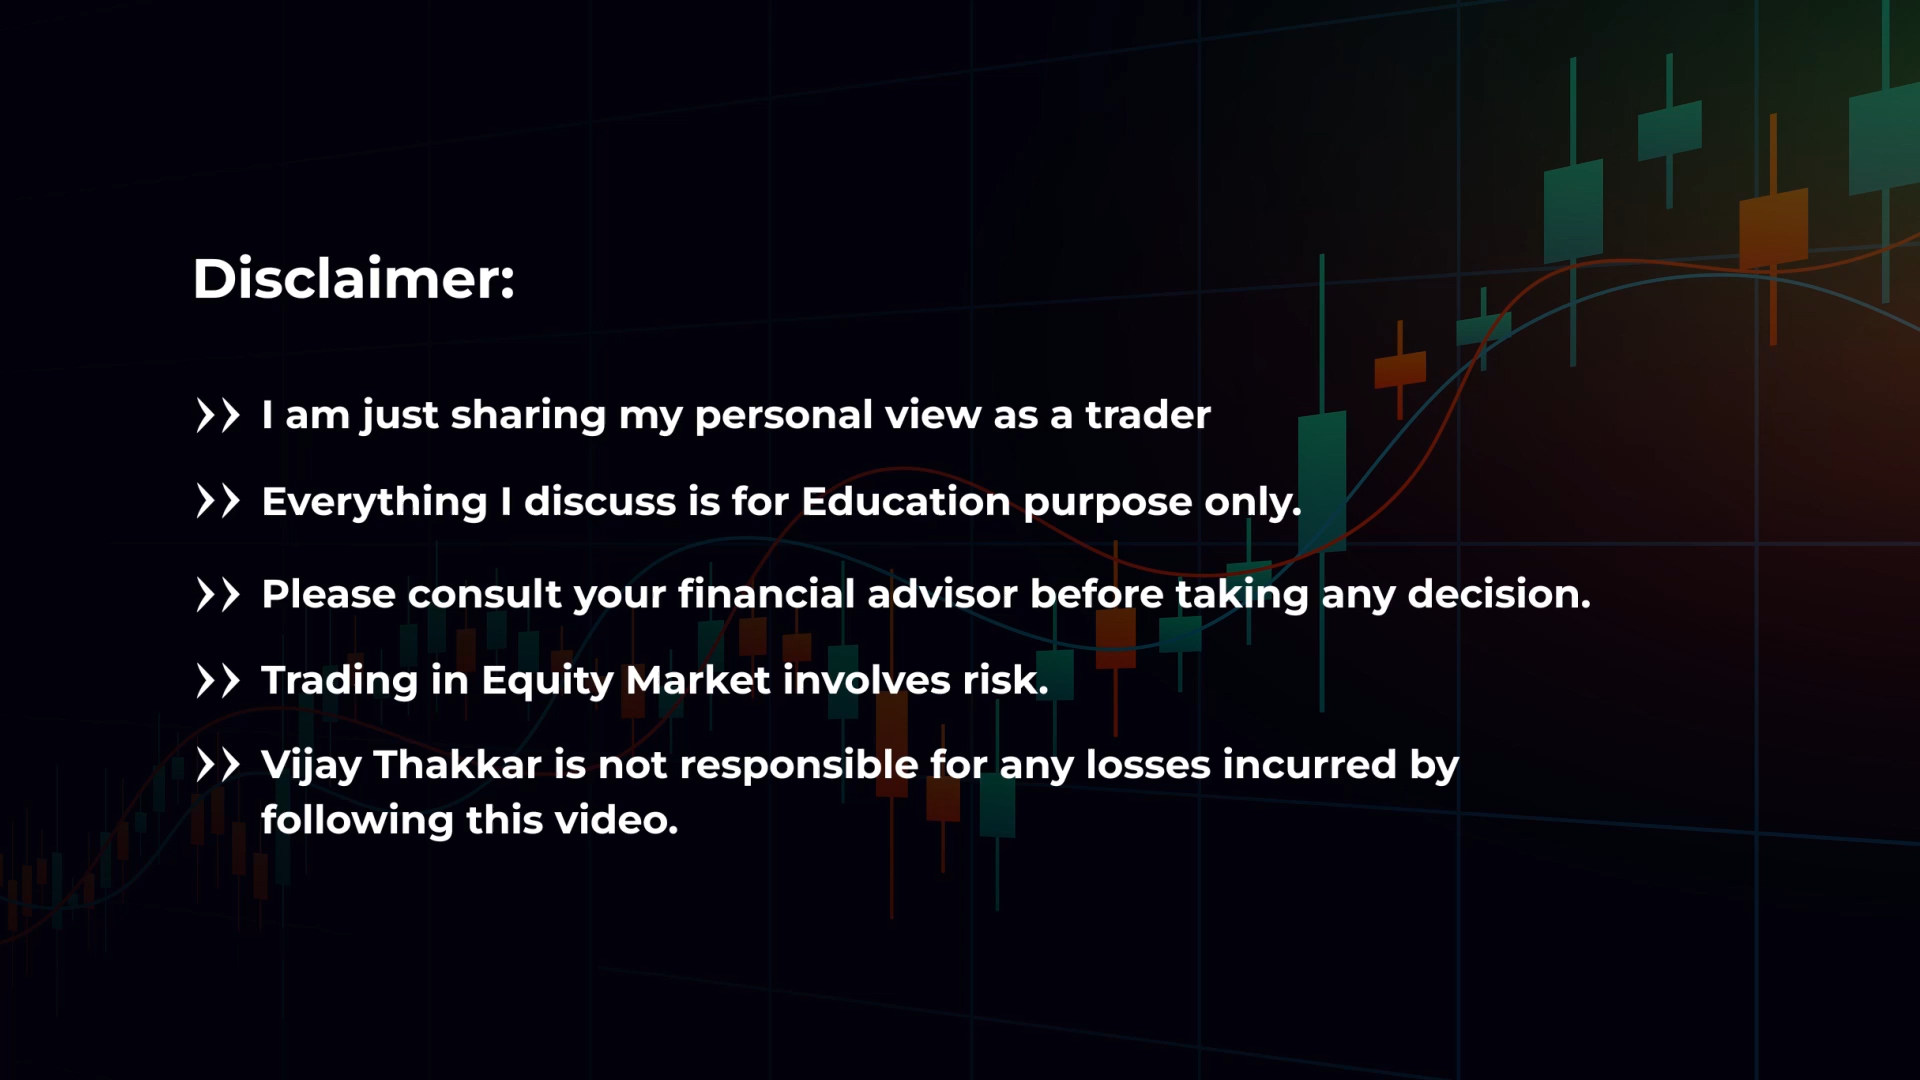 Disclaimer:
I am just sharing my personal view as a trader
Everything I discuss is for Education purpose only.
Please consult your financial advisor before taking any decision.
Trading in Equity Market involves risk.
Vijay Thakkar is not responsible for any losses incurred by
following this video.